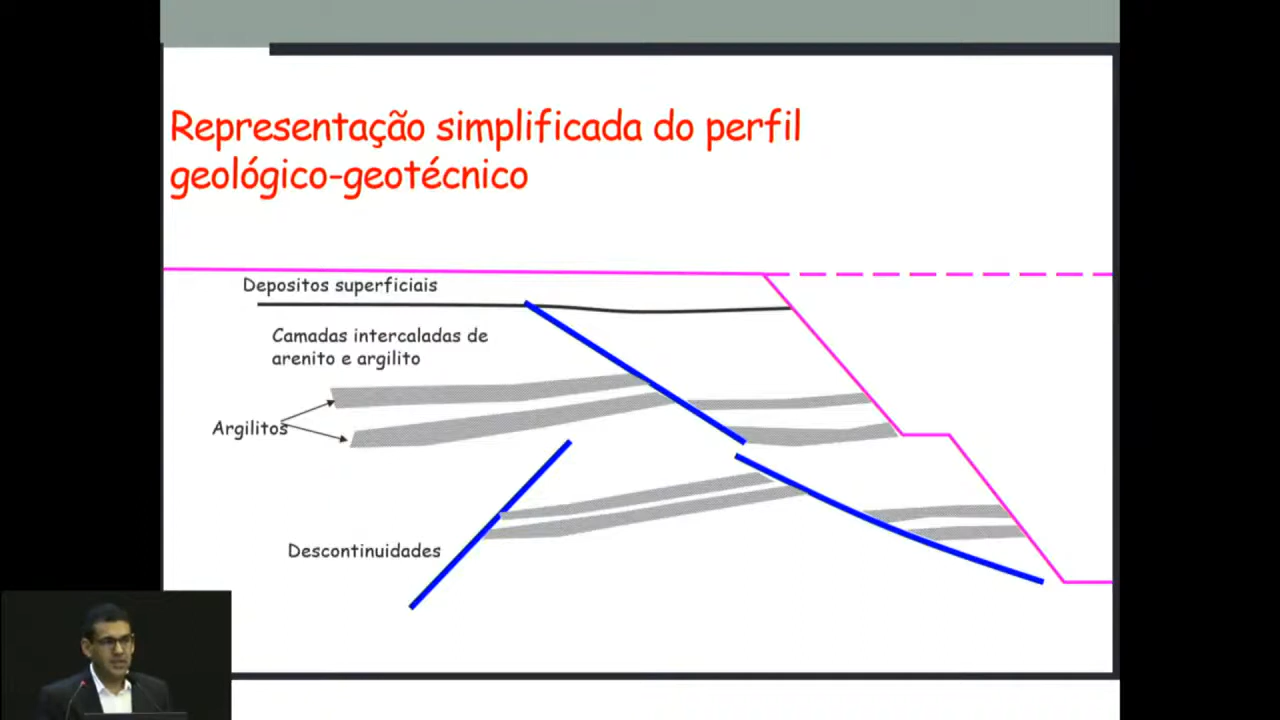 Representação simplificada do perfil
geológico-geotécnico
Depositos superficiais
Camadas intercaladas de
arenito e argilito
Argilitos
Descontinuidades